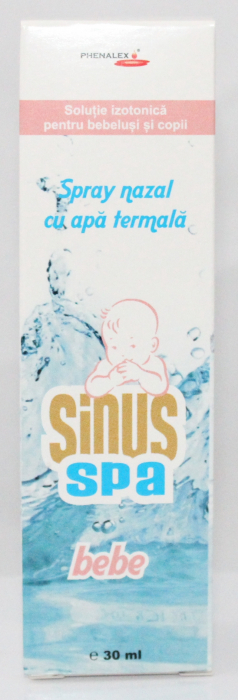 PHENALEX
Soluție izotonică
pentru bebeluși și copii
Spray nazal
cu apă termală
Sinus
spa
bebe
e 30 ml